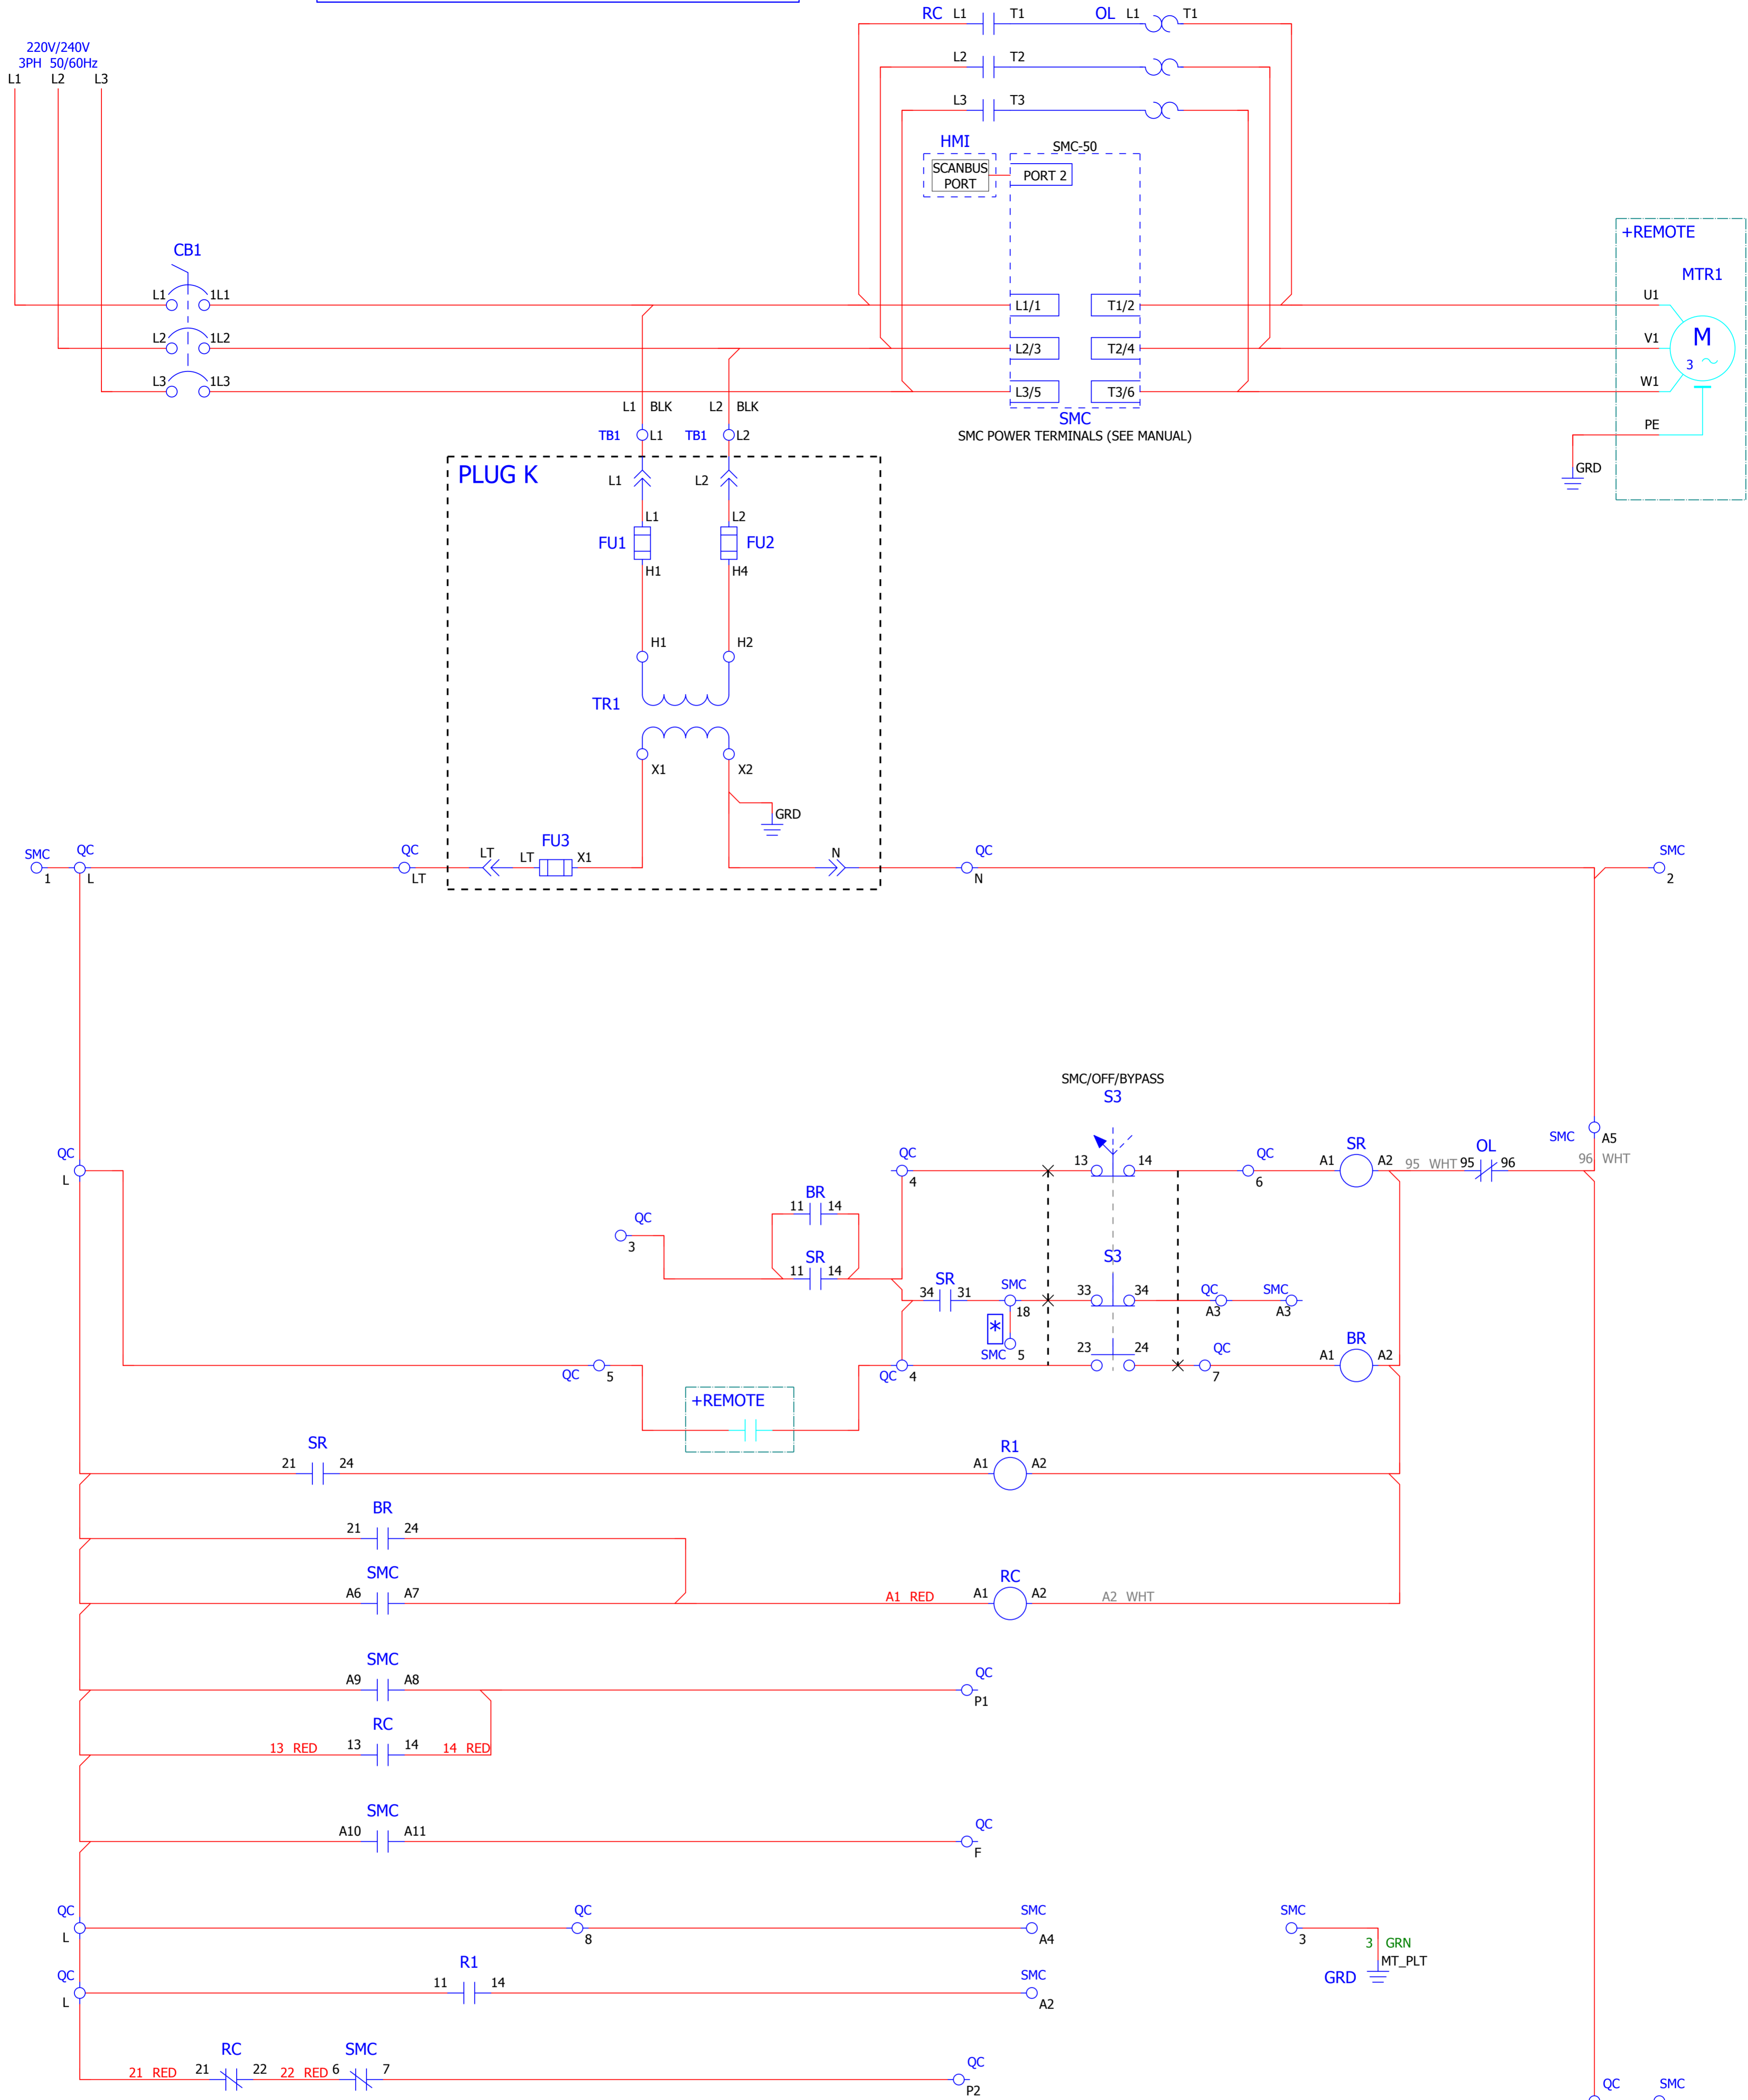 RC L1 T1 OL L1 T1
220V/240V
3PH 50/60Hz
L1 L2 L3
L2 T2
L3 T3
HMI
SMC-50
SCANBUS
PORT
PORT 2
+REMOTE
MTR1
CB1
L1 1L1 L1/1 T1/2 U1
L2 1L2 L2/3 T2/4 V1
M
3
L3 1L3 L3/5 T3/6 W1
L1 BLK L2 BLK
SMC
SMC POWER TERMINALS (SEE MANUAL)
PE
GRD
TB1 L1 TB1 L2
PLUG K
L1 L2
L1 L2
FU1 FU2
H1 H4
H1 H2
TR1
X1 X2
GRD
SMC QC QC FU3 QC SMC
LT LT X1 N
1 L LT N 2
SMC/OFF/BYPASS
S3
SMC A5
QC QC 13 14 QC SR OL
A1 A2 95 WHT 95 96 96 WHT
L 4 6
BR
11 14
QC
3
SR
11 14
S3
SR SMC
34 31 33 34 QC SMC
18 A3 A3
*
SMC 5 23 24 QC BR
A1 A2
QC 5 QC 4 7
+REMOTE
SR R1
21 24 A1 A2
BR
21 24
SMC RC
A6 A7 A1 RED A1 A2 A2 WHT
SMC QC
A9 A8
P1
RC
13 RED 13 14 14 RED
SMC QC
A10 A11
F
QC QC SMC SMC
L 8 A4 3
3 GRN
MT_PLT
GRD
QC R1 SMC
11 14
L A2
RC SMC QC
21 RED 21 22 22 RED 6 7
P2
QC SMC